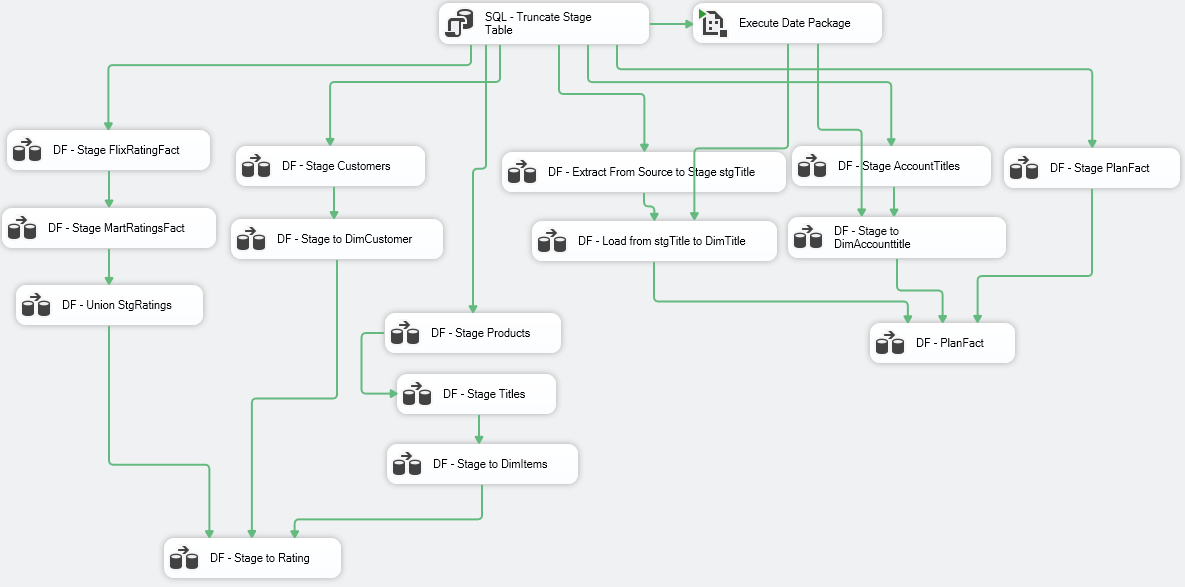 SQL - Truncate Stage
Table
Execute Date Package
DF - Stage FlixRatingFact
DF - Stage Customers
DF - Extract From Source to Stage stgTitle
DF - Stage AccountTitles
DF - Stage PlanFact
DF - Stage MartRatingsFact
DF - Stage to DimCustomer
DF - Load from stgTitle to DimTitle
DF - Stage to
DimAccounttitle
DF - Union StgRatings
DF - Stage Products
DF - PlanFact
DF - Stage Titles
DF - Stage to DimItems
DF - Stage to Rating